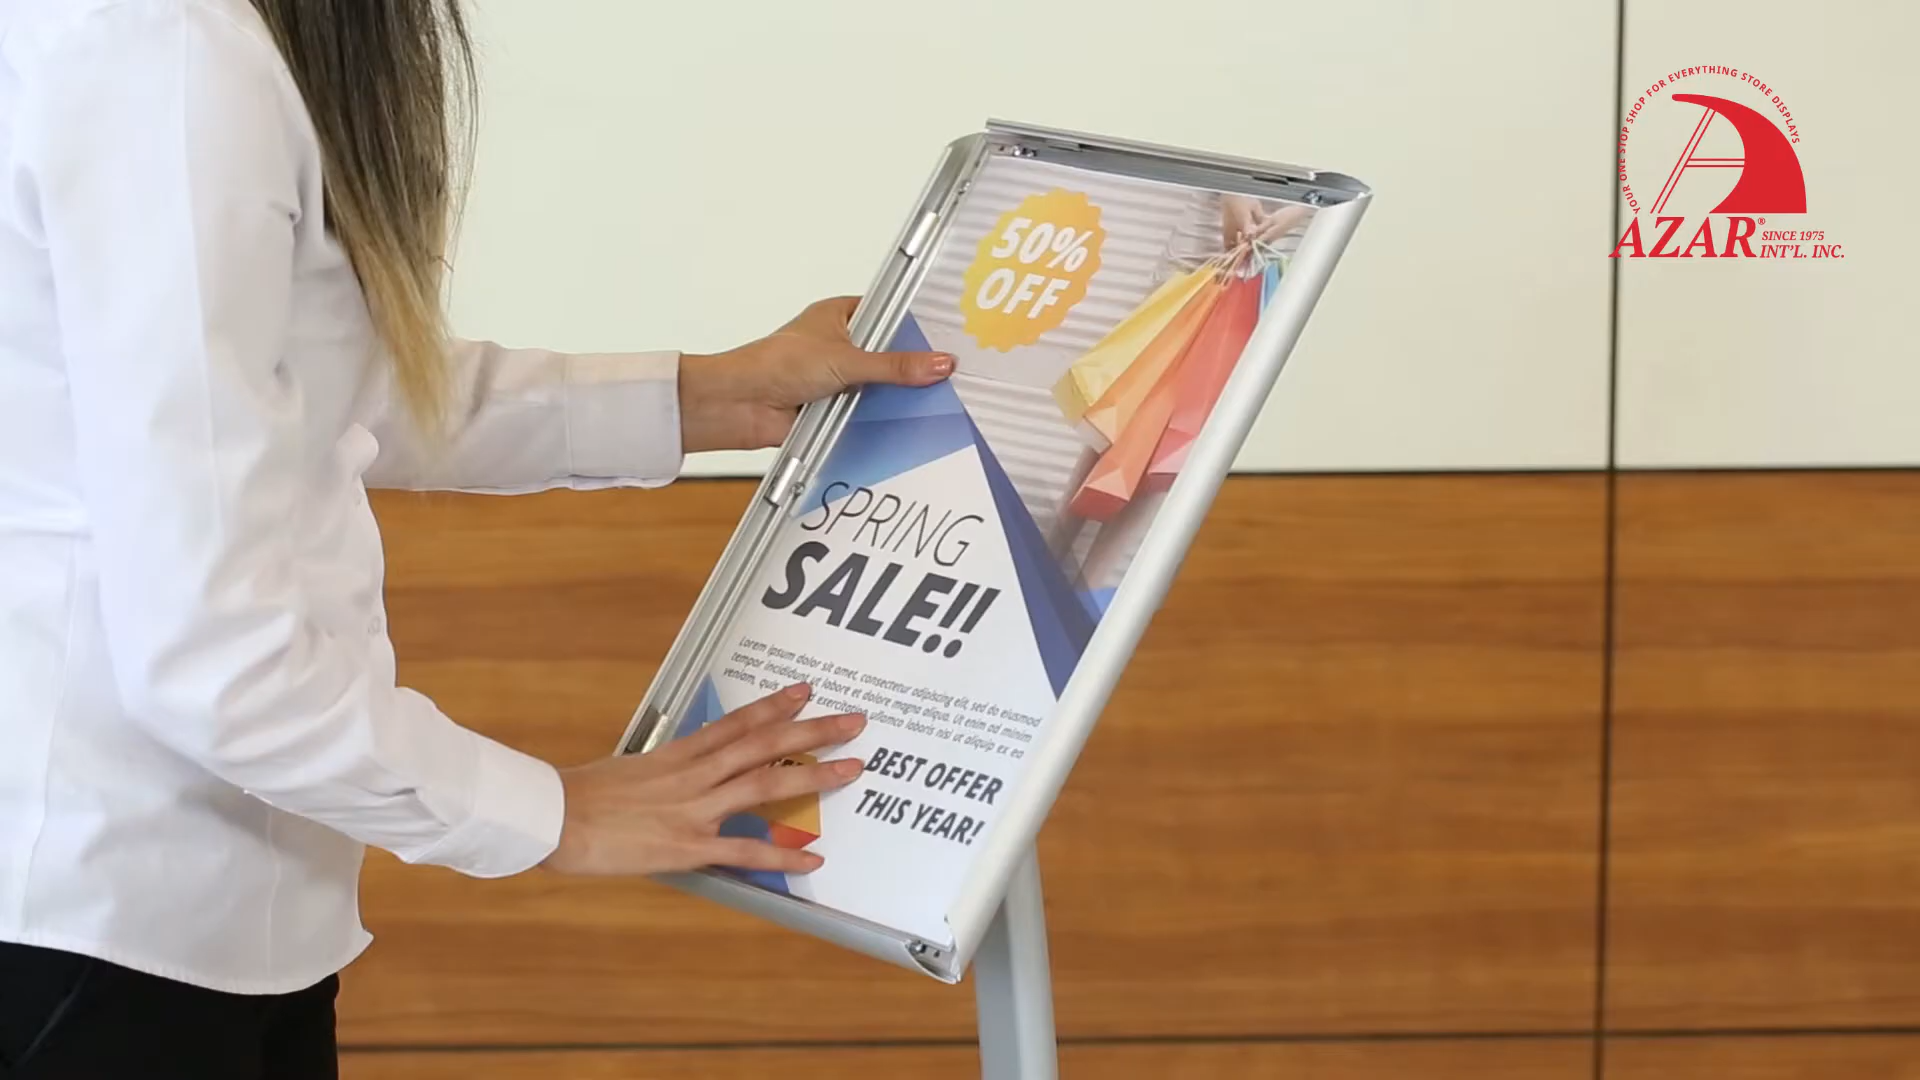 50%
OFF
SPRING
SALE!!
Lorem ipsum dolor sit amet, consectetur adipiscing elit, sed do eiusmod
tempor incididunt ut labore et dolore magna aliqua. Ut enim ad minim
veniam, quis exercitation ullamco laboris nisi ut aliquip ex ea
BEST OFFER
THIS YEAR!
YOUR ONE STOP SHOP FOR EVERYTHING STORE DISPLAYS
AZAR®
SINCE 1975
INT'L. INC.